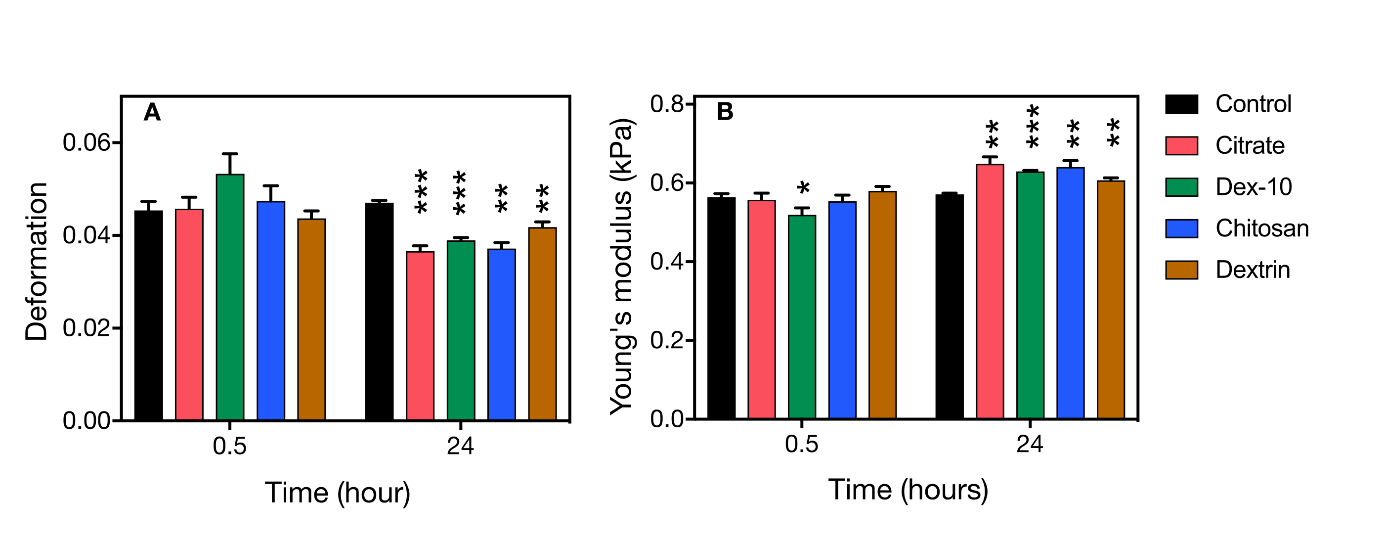 A
Deformation
0.06
0.04
0.02
0.00
***
***
**
**
0.5
24
Time (hour)
B
Young's modulus (kPa)
0.8
0.6
0.4
0.2
0.0
*
**
***
**
**
0.5
24
Time (hours)
Control
Citrate
Dex-10
Chitosan
Dextrin